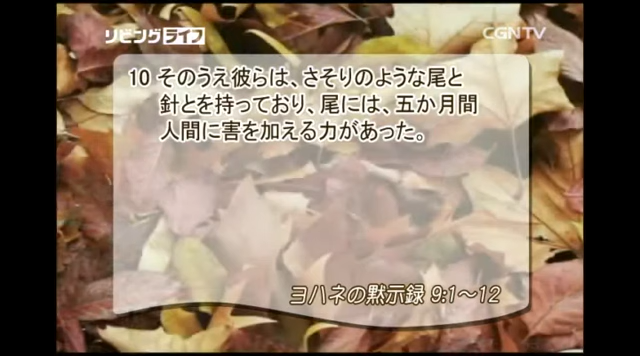 リビングライフ
CGNTV
10 そのうえ彼らは、さそりのような尾と
針とを持っており、尾には、五か月間
人間に害を加える力があった。
ヨハネの黙示録 9:1～12